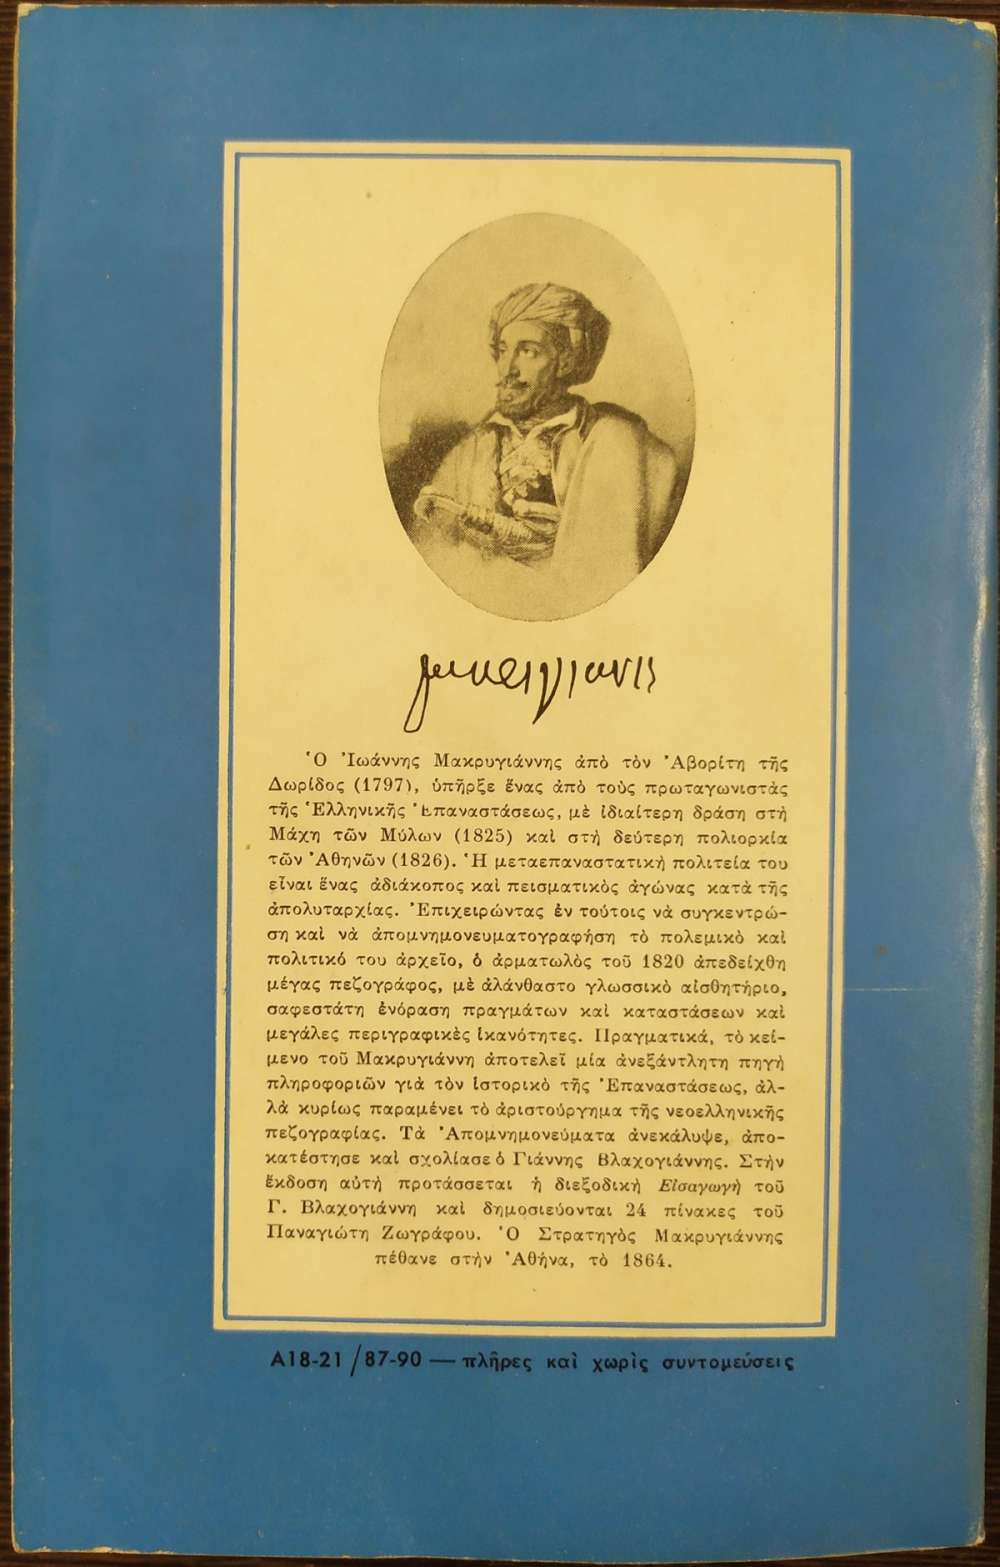 μακριγιανις
Ὁ Ἰωάννης Μακρυγιάννης ἀπὸ τὸν Ἀβορίτη τῆς
Δωρίδος (1797), ὑπῆρξε ἕνας ἀπὸ τοὺς πρωταγωνιστὰς
τῆς Ἑλληνικῆς Ἐπαναστάσεως, μὲ ἰδιαίτερη δράση στὴ
Μάχη τῶν Μύλων (1825) καὶ στὴ δεύτερη πολιορκία
τῶν Ἀθηνῶν (1826). Ἡ μεταεπαναστατικὴ πολιτεία του
εἶναι ἕνας ἀδιάκοπος καὶ πεισματικὸς ἀγώνας κατὰ τῆς
ἀπολυταρχίας. Ἐπιχειρώντας ἐν τούτοις νὰ συγκεντρώ-
ση καὶ νὰ ἀπομνημονευματογραφήση τὸ πολεμικὸ καὶ
πολιτικό του ἀρχεῖο, ὁ ἀρματωλὸς τοῦ 1820 ἀπεδείχθη
μέγας πεζογράφος, μὲ ἀλάνθαστο γλωσσικὸ αἰσθητήριο,
σαφεστάτη ἐνόραση πραγμάτων καὶ καταστάσεων καὶ
μεγάλες περιγραφικὲς ἱκανότητες. Πραγματικά, τὸ κεί-
μενο τοῦ Μακρυγιάννη ἀποτελεῖ μία ἀνεξάντλητη πηγὴ
πληροφοριῶν γιὰ τὸν ἱστορικὸ τῆς Ἐπαναστάσεως, ἀλ-
λὰ κυρίως παραμένει τὸ ἀριστούργημα τῆς νεοελληνικῆς
πεζογραφίας. Τὰ Ἀπομνημονεύματα ἀνεκάλυψε, ἀπο-
κατέστησε καὶ σχολίασε ὁ Γιάννης Βλαχογιάννης. Στὴν
ἔκδοση αὐτὴ προτάσσεται ἡ διεξοδικὴ Εἰσαγωγὴ τοῦ
Γ. Βλαχογιάννη καὶ δημοσιεύονται 24 πίνακες τοῦ
Παναγιώτη Ζωγράφου. Ὁ Στρατηγὸς Μακρυγιάννης
πέθανε στὴν Ἀθήνα, τὸ 1864.
Α18-21/87-90 — πλῆρες καὶ χωρὶς συντομεύσεις